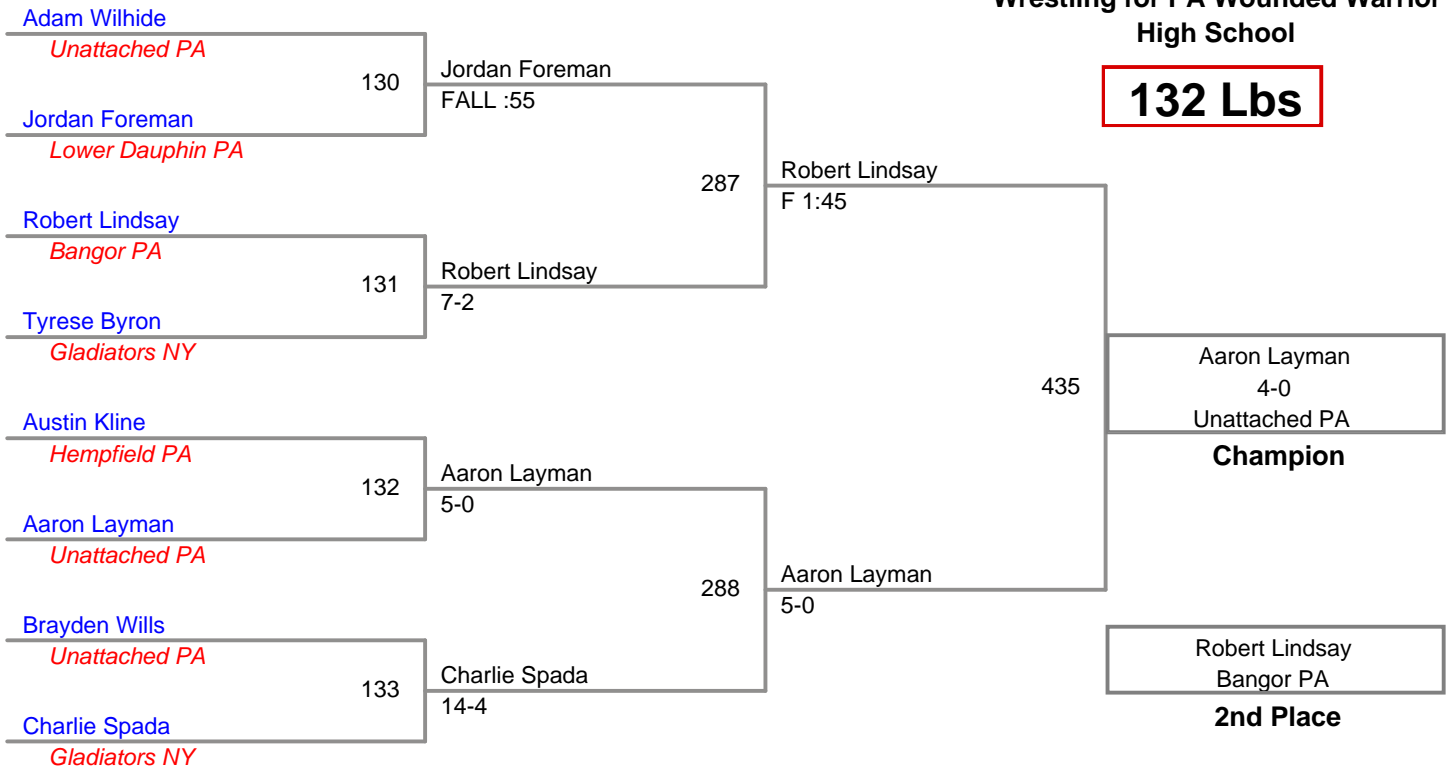 Wrestling for PA Wounded Warrior
High School
132 Lbs
Adam Wilhide
Unattached PA
130
Jordan Foreman
FALL :55
Jordan Foreman
Lower Dauphin PA
287
Robert Lindsay
F 1:45
Robert Lindsay
Bangor PA
131
Robert Lindsay
7-2
Tyrese Byron
Gladiators NY
435
Aaron Layman
4-0
Unattached PA
Champion
Austin Kline
Hempfield PA
132
Aaron Layman
5-0
Aaron Layman
Unattached PA
288
Aaron Layman
5-0
Brayden Wills
Unattached PA
133
Charlie Spada
14-4
Charlie Spada
Gladiators NY
Robert Lindsay
Bangor PA
2nd Place